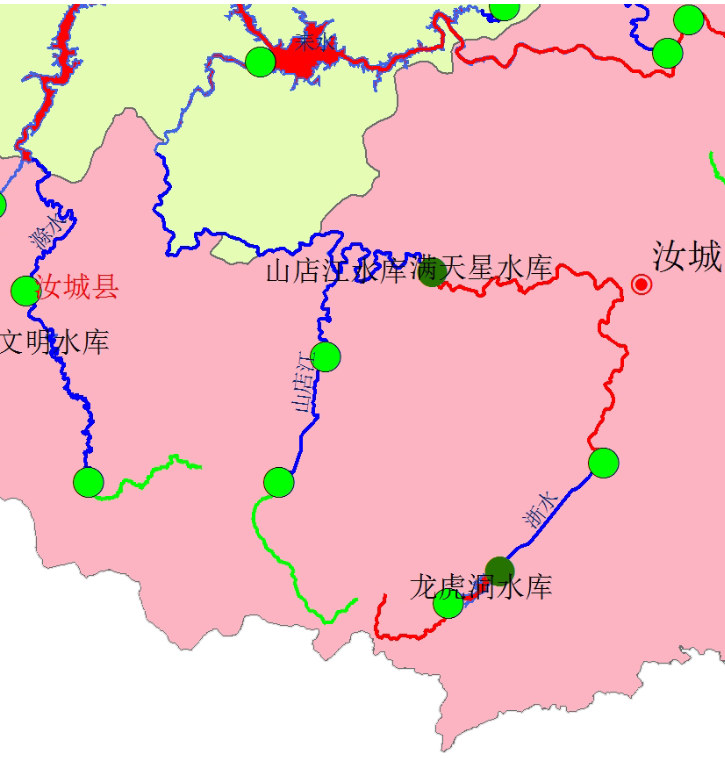 耒水
滁水
汝城
山店江水库
满天星水库
汝城县
文明水库
山店江
浙水
龙虎洞水库